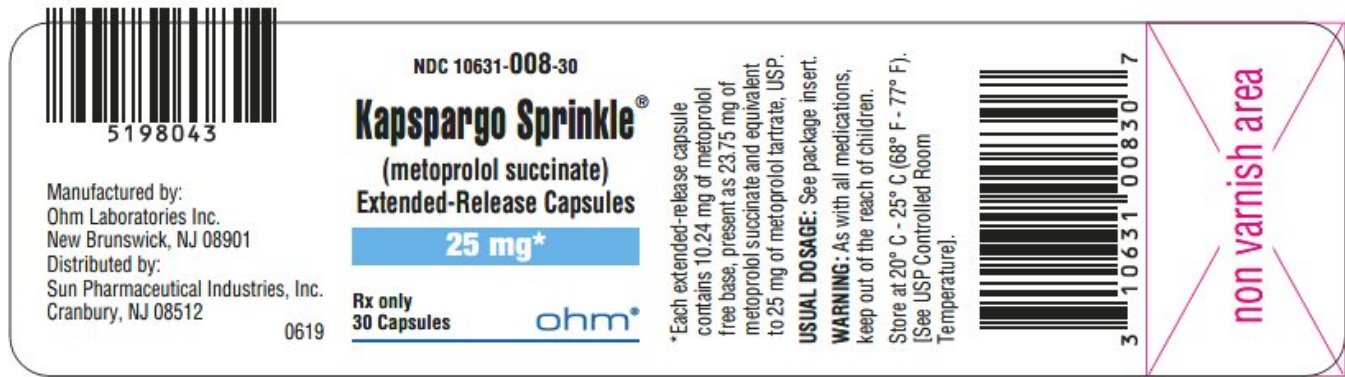 5198043
Manufactured by:
Ohm Laboratories Inc.
New Brunswick, NJ 08901
Distributed by:
Sun Pharmaceutical Industries, Inc.
Cranbury, NJ 08512
0619
NDC 10631-008-30
Kapspargo Sprinkle®
(metoprolol succinate)
Extended-Release Capsules
25 mg*
Rx only
30 Capsules
ohm®
*Each extended-release capsule
contains 10.24 mg of metoprolol
free base, present as 23.75 mg of
metoprolol succinate and equivalent
to 25 mg of metoprolol tartrate, USP.
USUAL DOSAGE: See package insert.
WARNING: As with all medications,
keep out of the reach of children.
Store at 20° C - 25° C (68° F - 77° F).
[See USP Controlled Room
Temperature].
3 10631 00830 7
non varnish area